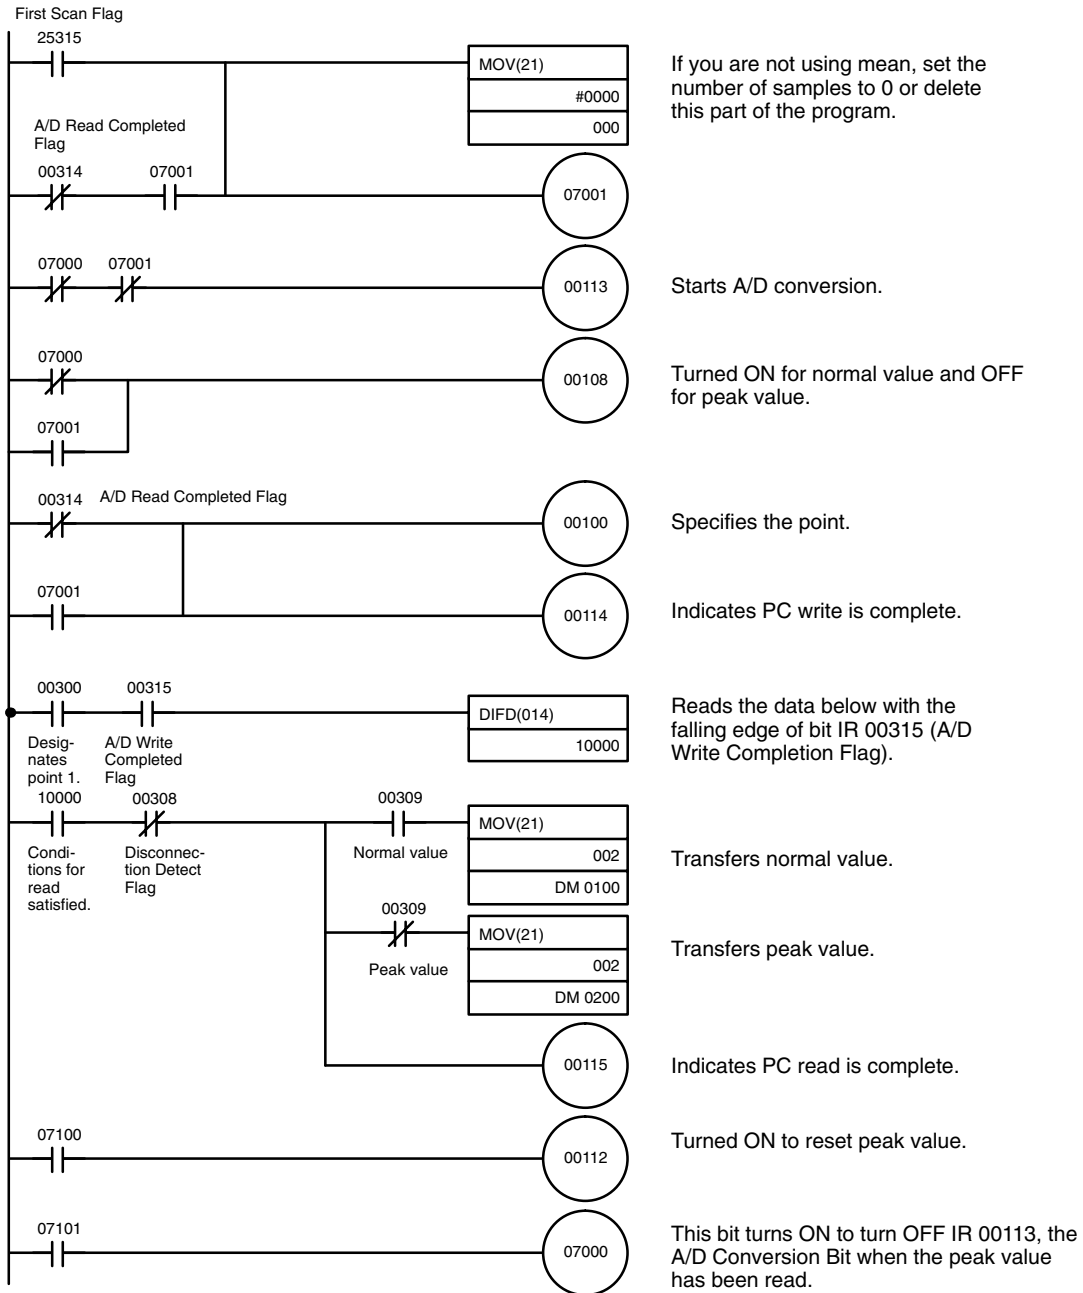 First Scan Flag
25315
MOV(21)
#0000
000
If you are not using mean, set the
number of samples to 0 or delete
this part of the program.
A/D Read Completed
Flag
00314
07001
07001
07000
07001
00113
Starts A/D conversion.
07000
00108
Turned ON for normal value and OFF
for peak value.
07001
00314
A/D Read Completed Flag
00100
Specifies the point.
07001
00114
Indicates PC write is complete.
00300
00315
DIFD(014)
10000
Reads the data below with the
falling edge of bit IR 00315 (A/D
Write Completion Flag).
Desig-
nates
point 1.
A/D Write
Completed
Flag
10000
00308
00309
MOV(21)
002
DM 0100
Transfers normal value.
Condi-
tions for
read
satisfied.
Disconnec-
tion Detect
Flag
Normal value
00309
MOV(21)
002
DM 0200
Transfers peak value.
Peak value
00115
Indicates PC read is complete.
07100
00112
Turned ON to reset peak value.
07101
07000
This bit turns ON to turn OFF IR 00113, the
A/D Conversion Bit when the peak value
has been read.